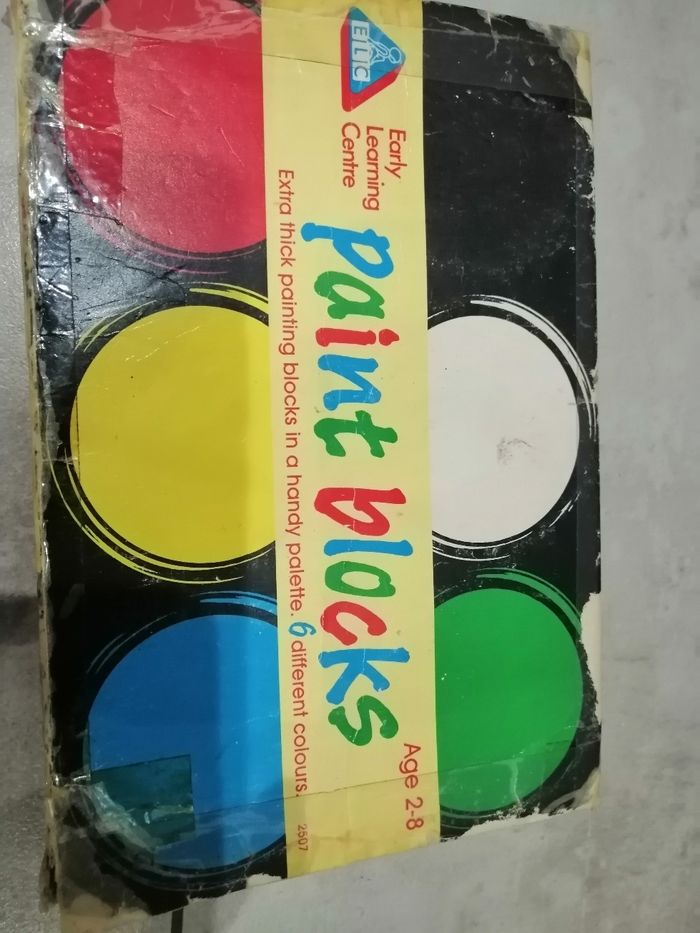 ELC
Early
Learning
Centre
paint blocks
Age 2-8
Extra thick painting blocks in a handy palette. 6 different colours.
2507